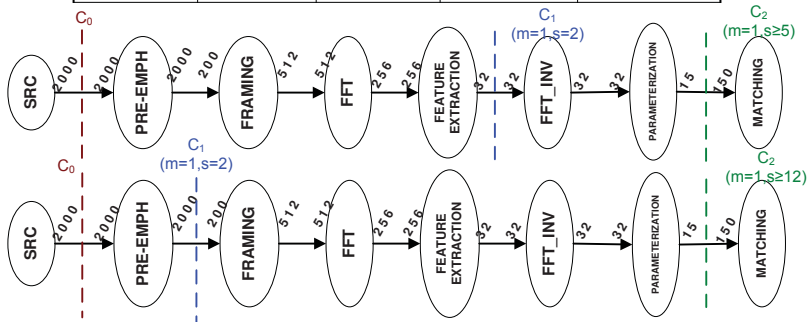 C0
C1
(m=1,s=2)
C2
(m=1,s≥5)
SRC 2000 2000 PRE-EMPH 2000 200 FRAMING 512 512 FFT 256 256 FEATURE EXTRACTION 32 32 FFT_INV 32 32 PARAMETERIZATION 15 150 MATCHING
C0
C1
(m=1,s=2)
C2
(m=1,s≥12)
SRC 2000 2000 PRE-EMPH 2000 200 FRAMING 512 512 FFT 256 256 FEATURE EXTRACTION 32 32 FFT_INV 32 32 PARAMETERIZATION 15 150 MATCHING